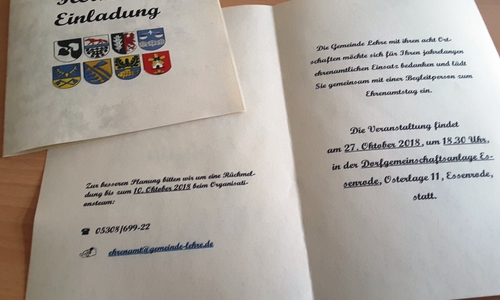 Einladung
Zur besseren Planung bitten wir um eine Rückmel-
dung bis zum 10. Oktober 2018 beim Organisati-
onsteam:
05308/699-22
ehrenamt@gemeinde-lehre.de
Die Gemeinde Lehre mit ihren acht Ort-
schaften möchte sich für Ihren jahrelangen
ehrenamtlichen Einsatz bedanken und lädt
Sie gemeinsam mit einer Begleitperson zum
Ehrenamtstag ein.
Die Veranstaltung findet
am 27. Oktober 2018, um 18.30 Uhr,
in der Dorfgemeinschaftsanlage Es-
senrode, Osterlage 11, Essenrode,
statt.